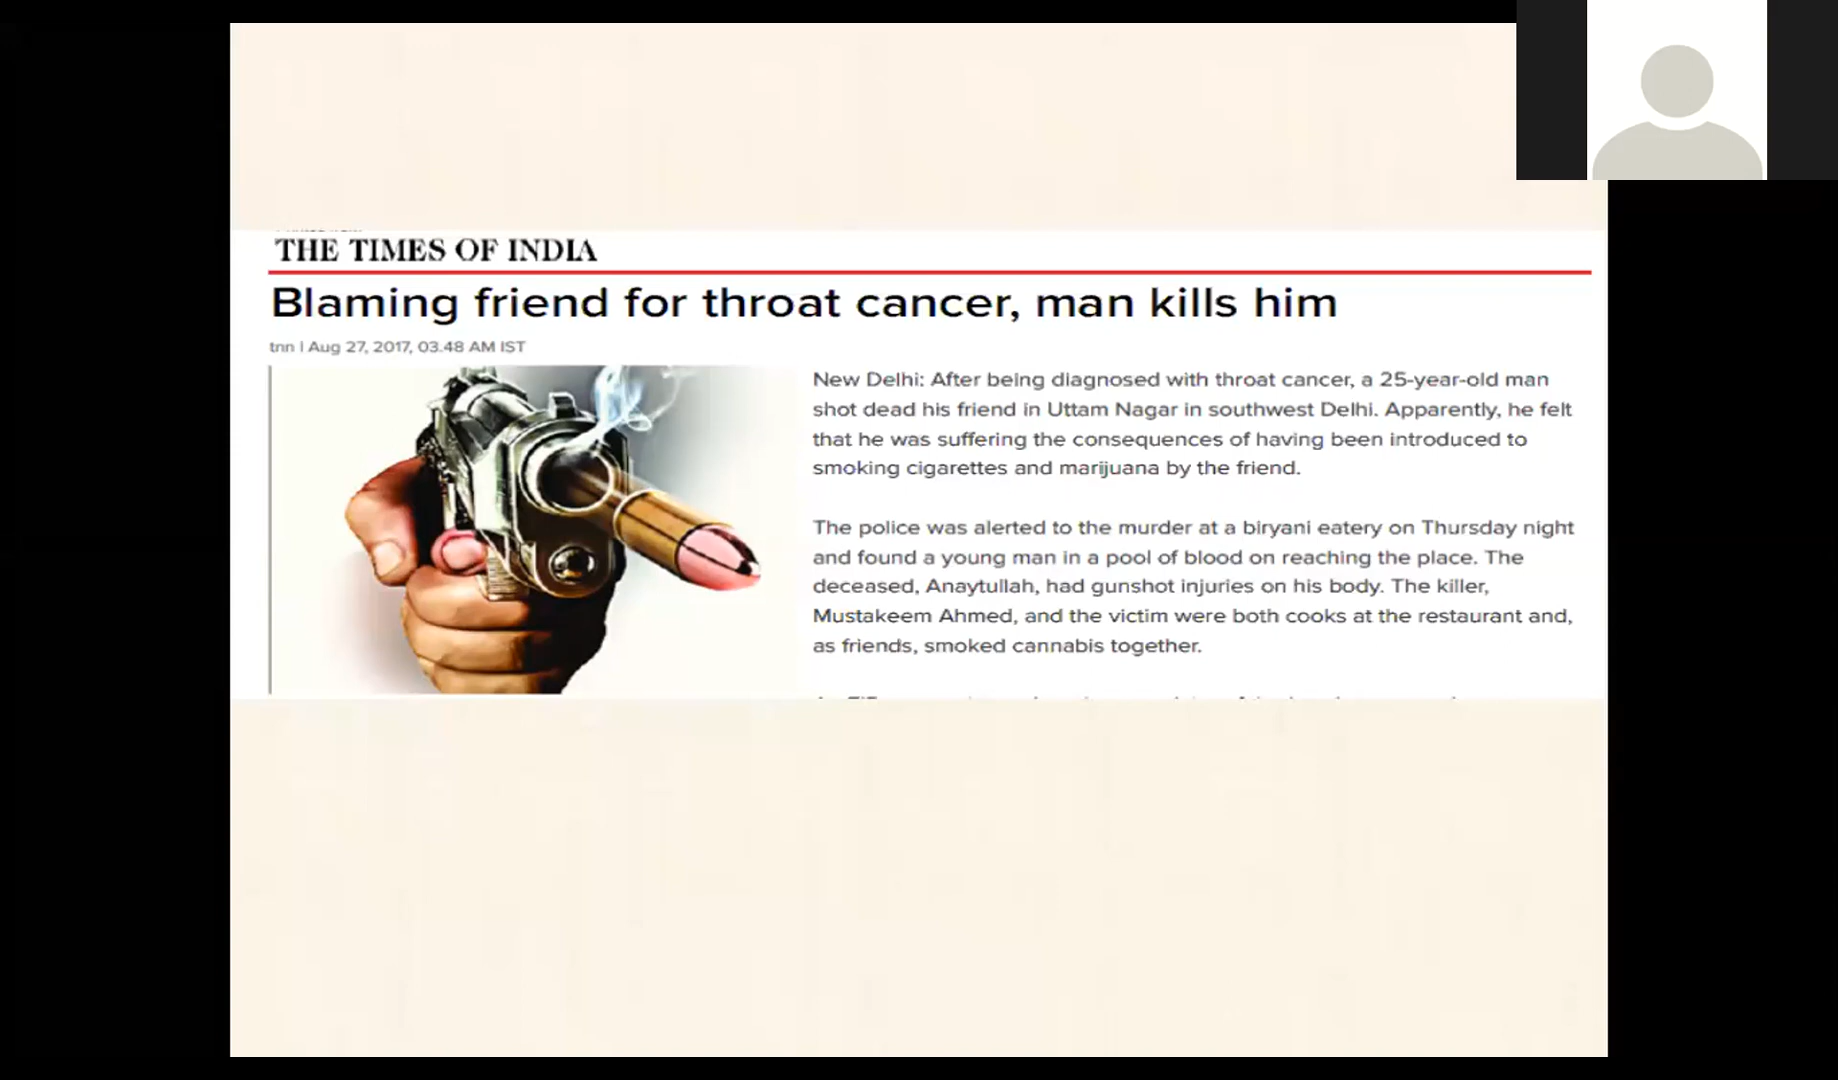 THE TIMES OF INDIA
Blaming friend for throat cancer, man kills him
tnn | Aug 27, 2017, 03.48 AM IST
New Delhi: After being diagnosed with throat cancer, a 25-year-old man
shot dead his friend in Uttam Nagar in southwest Delhi. Apparently, he felt
that he was suffering the consequences of having been introduced to
smoking cigarettes and marijuana by the friend.
The police was alerted to the murder at a biryani eatery on Thursday night
and found a young man in a pool of blood on reaching the place. The
deceased, Anaytullah, had gunshot injuries on his body. The killer,
Mustakeem Ahmed, and the victim were both cooks at the restaurant and,
as friends, smoked cannabis together.